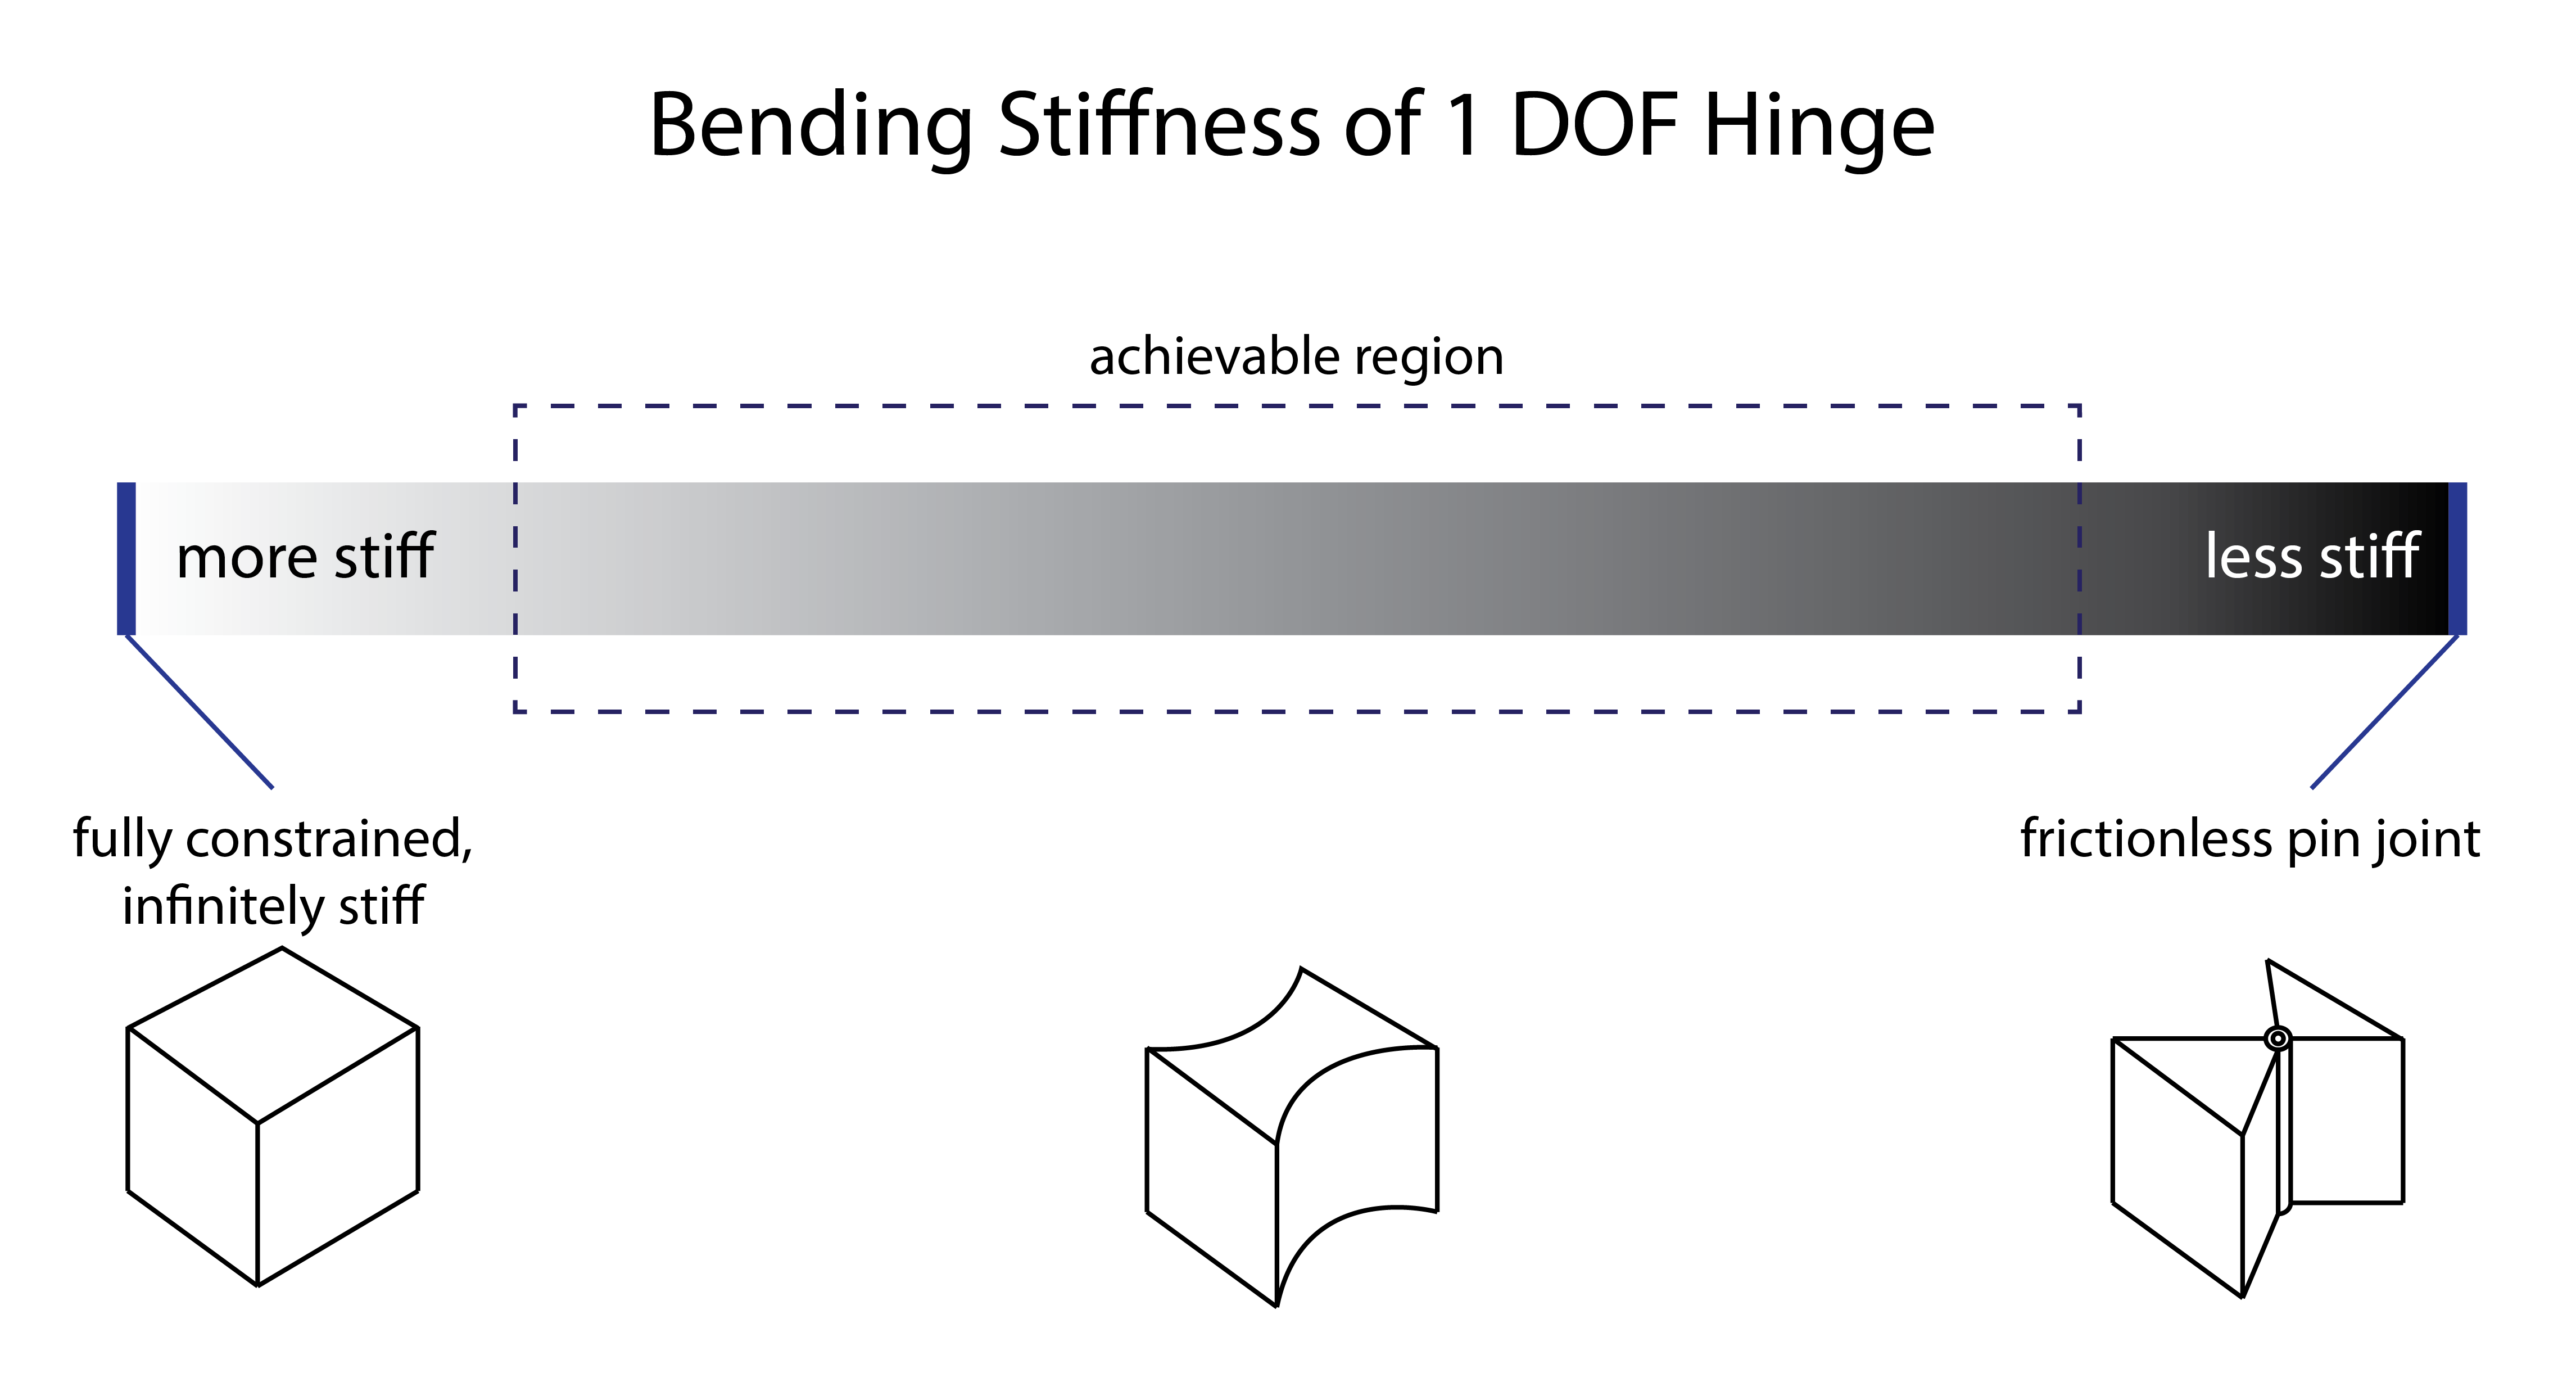 Bending Stiffness of 1 DOF Hinge
achievable region
more stiff
less stiff
fully constrained,
infinitely stiff
frictionless pin joint